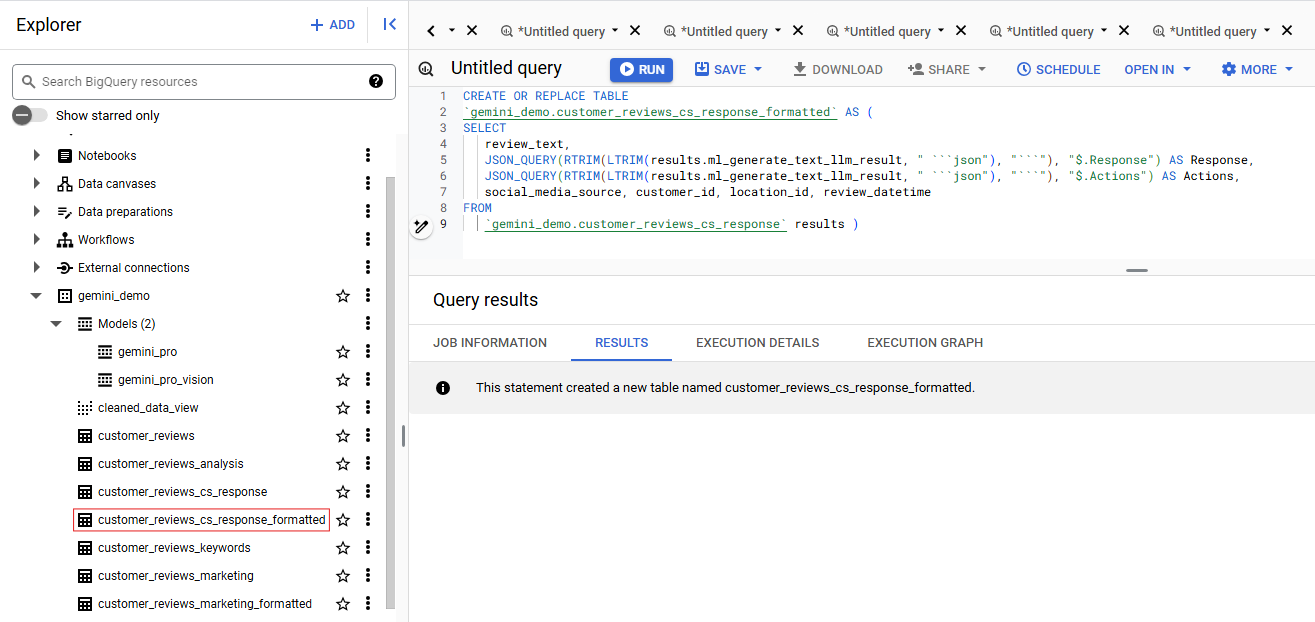 Explorer
+ ADD
Search BigQuery resources
Show starred only
Notebooks
Data canvases
Data preparations
Workflows
External connections
gemini_demo
Models (2)
gemini_pro
gemini_pro_vision
cleaned_data_view
customer_reviews
customer_reviews_analysis
customer_reviews_cs_response
customer_reviews_cs_response_formatted
customer_reviews_keywords
customer_reviews_marketing
customer_reviews_marketing_formatted
*Untitled query *Untitled query *Untitled query *Untitled query *Untitled query
Untitled query RUN SAVE DOWNLOAD SHARE SCHEDULE OPEN IN MORE
1 CREATE OR REPLACE TABLE
2 `gemini_demo.customer_reviews_cs_response_formatted` AS (
3 SELECT
4 review_text,
5 JSON_QUERY(RTRIM(LTRIM(results.ml_generate_text_llm_result, " ```json"), "```"), "$.Response") AS Response,
6 JSON_QUERY(RTRIM(LTRIM(results.ml_generate_text_llm_result, " ```json"), "```"), "$.Actions") AS Actions,
7 social_media_source, customer_id, location_id, review_datetime
8 FROM
9 `gemini_demo.customer_reviews_cs_response` results )
Query results
JOB INFORMATION RESULTS EXECUTION DETAILS EXECUTION GRAPH
This statement created a new table named customer_reviews_cs_response_formatted.